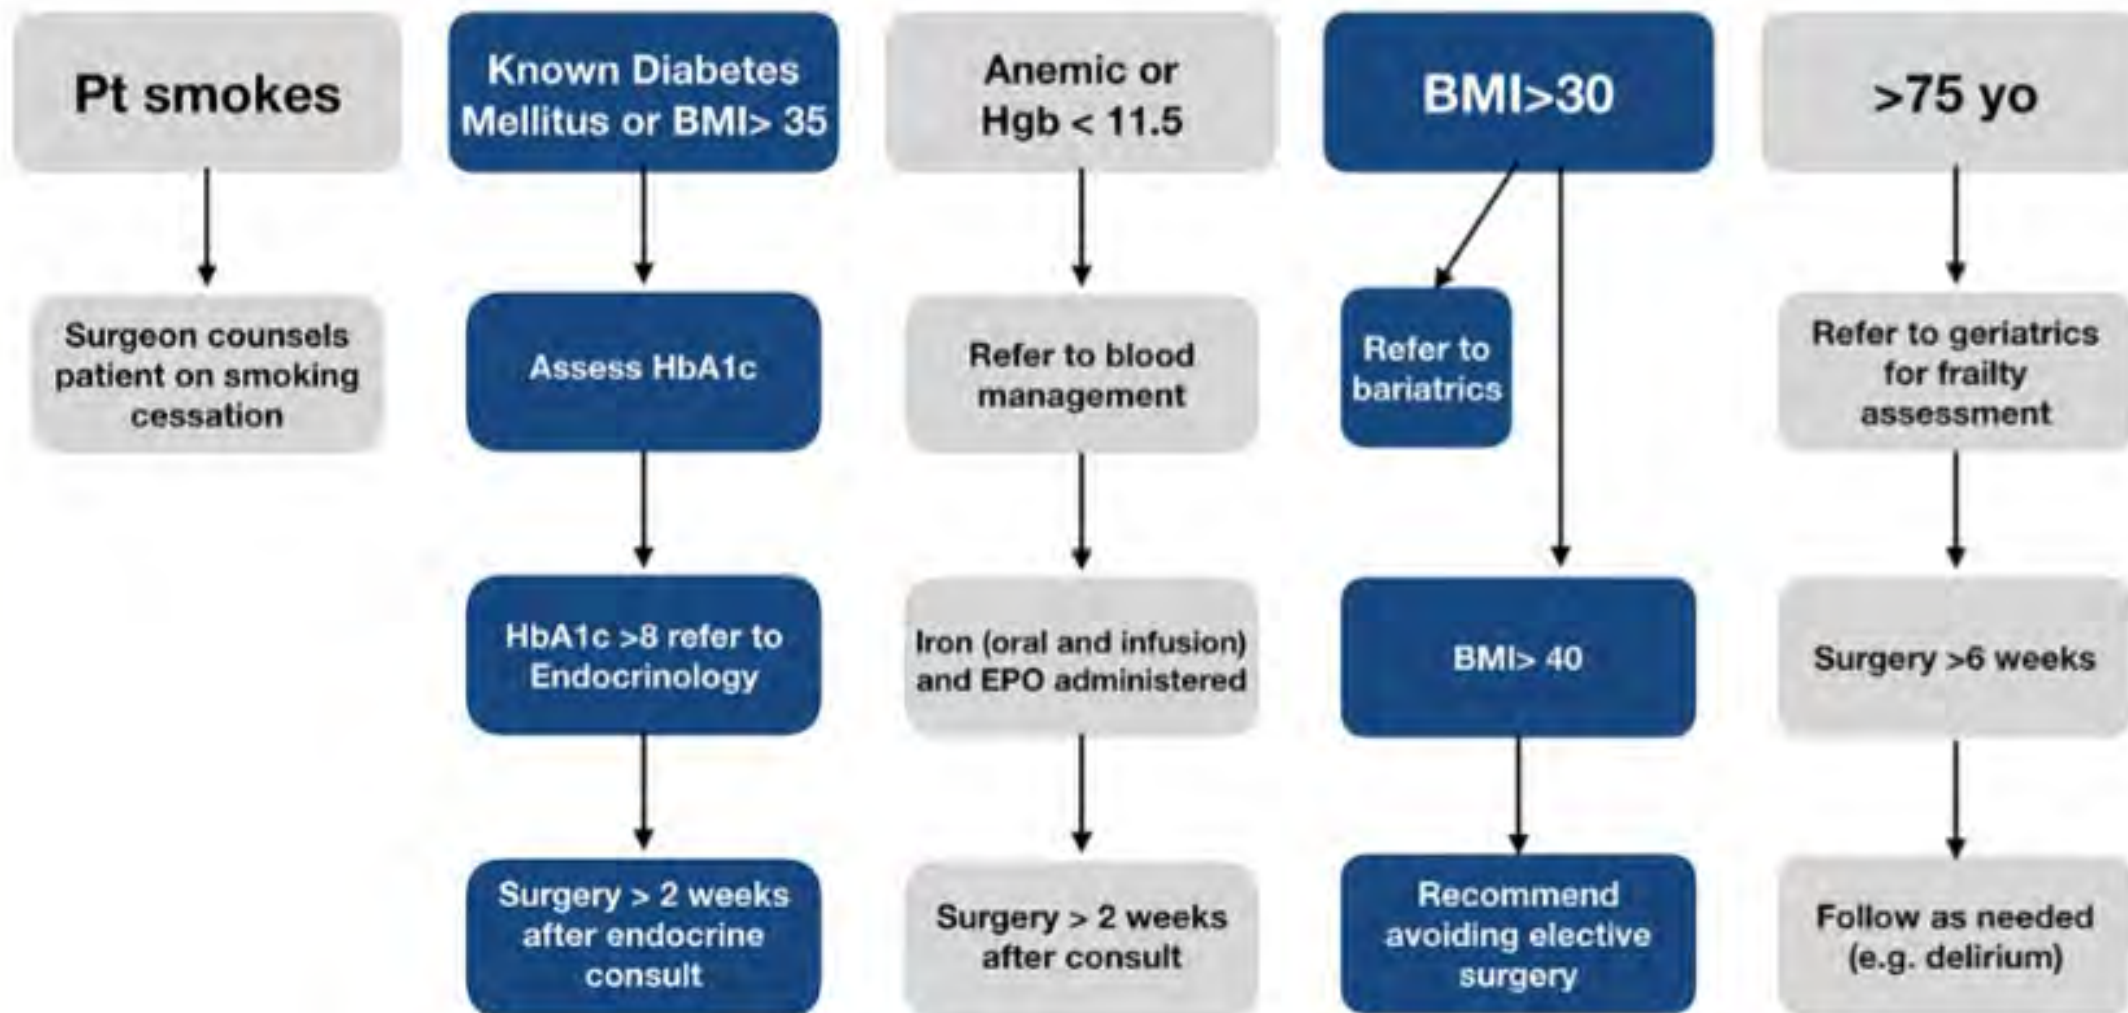 Pt smokes
Known Diabetes
Mellitus or BMI> 35
Anemic or
Hgb < 11.5
BMI>30
>75 yo
Surgeon counsels
patient on smoking
cessation
Assess HbA1c
Refer to blood
management
Refer to
bariatrics
Refer to geriatrics
for frailty
assessment
HbA1c >8 refer to
Endocrinology
Iron (oral and infusion)
and EPO administered
BMI> 40
Surgery >6 weeks
Surgery > 2 weeks
after endocrine
consult
Surgery > 2 weeks
after consult
Recommend
avoiding elective
surgery
Follow as needed
(e.g. delirium)